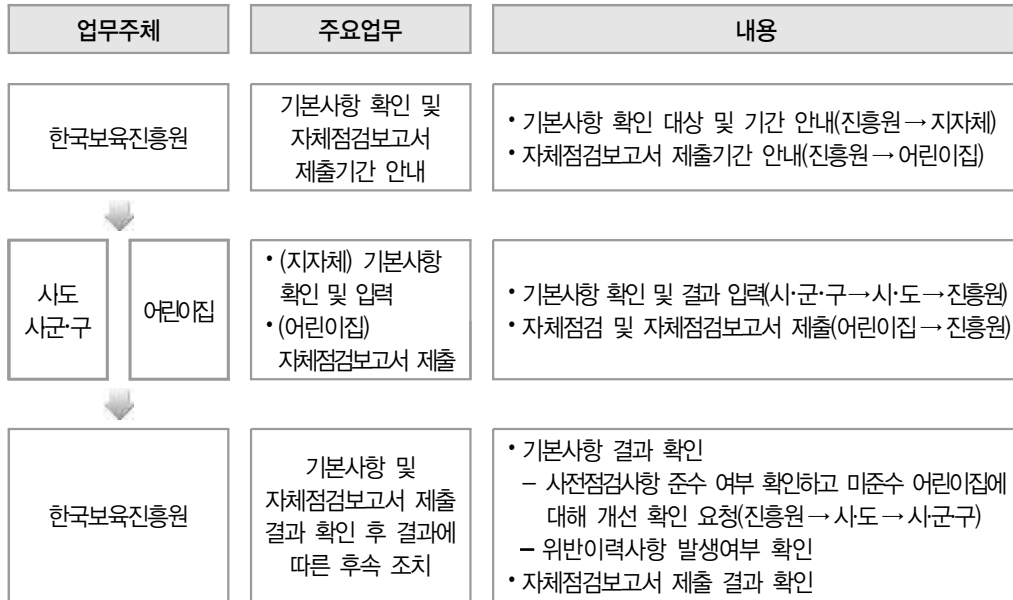 업무주체
주요업무
내용
한국보육진흥원
기본사항 확인 및
자체점검보고서
제출기간 안내
• 기본사항 확인 대상 및 기간 안내(진흥원→지자체)
• 자체점검보고서 제출기간 안내(진흥원→어린이집)
시도
시군·구
어린이집
• (지자체) 기본사항
확인 및 입력
• (어린이집)
자체점검보고서 제출
• 기본사항 확인 및 결과 입력(시·군·구→시·도→진흥원)
• 자체점검 및 자체점검보고서 제출(어린이집→진흥원)
한국보육진흥원
기본사항 및
자체점검보고서 제출
결과 확인 후 결과에
따른 후속 조치
• 기본사항 결과 확인
– 사전점검사항 준수 여부 확인하고 미준수 어린이집에
대해 개선 확인 요청(진흥원→시·도→시·군·구)
– 위반이력사항 발생여부 확인
• 자체점검보고서 제출 결과 확인